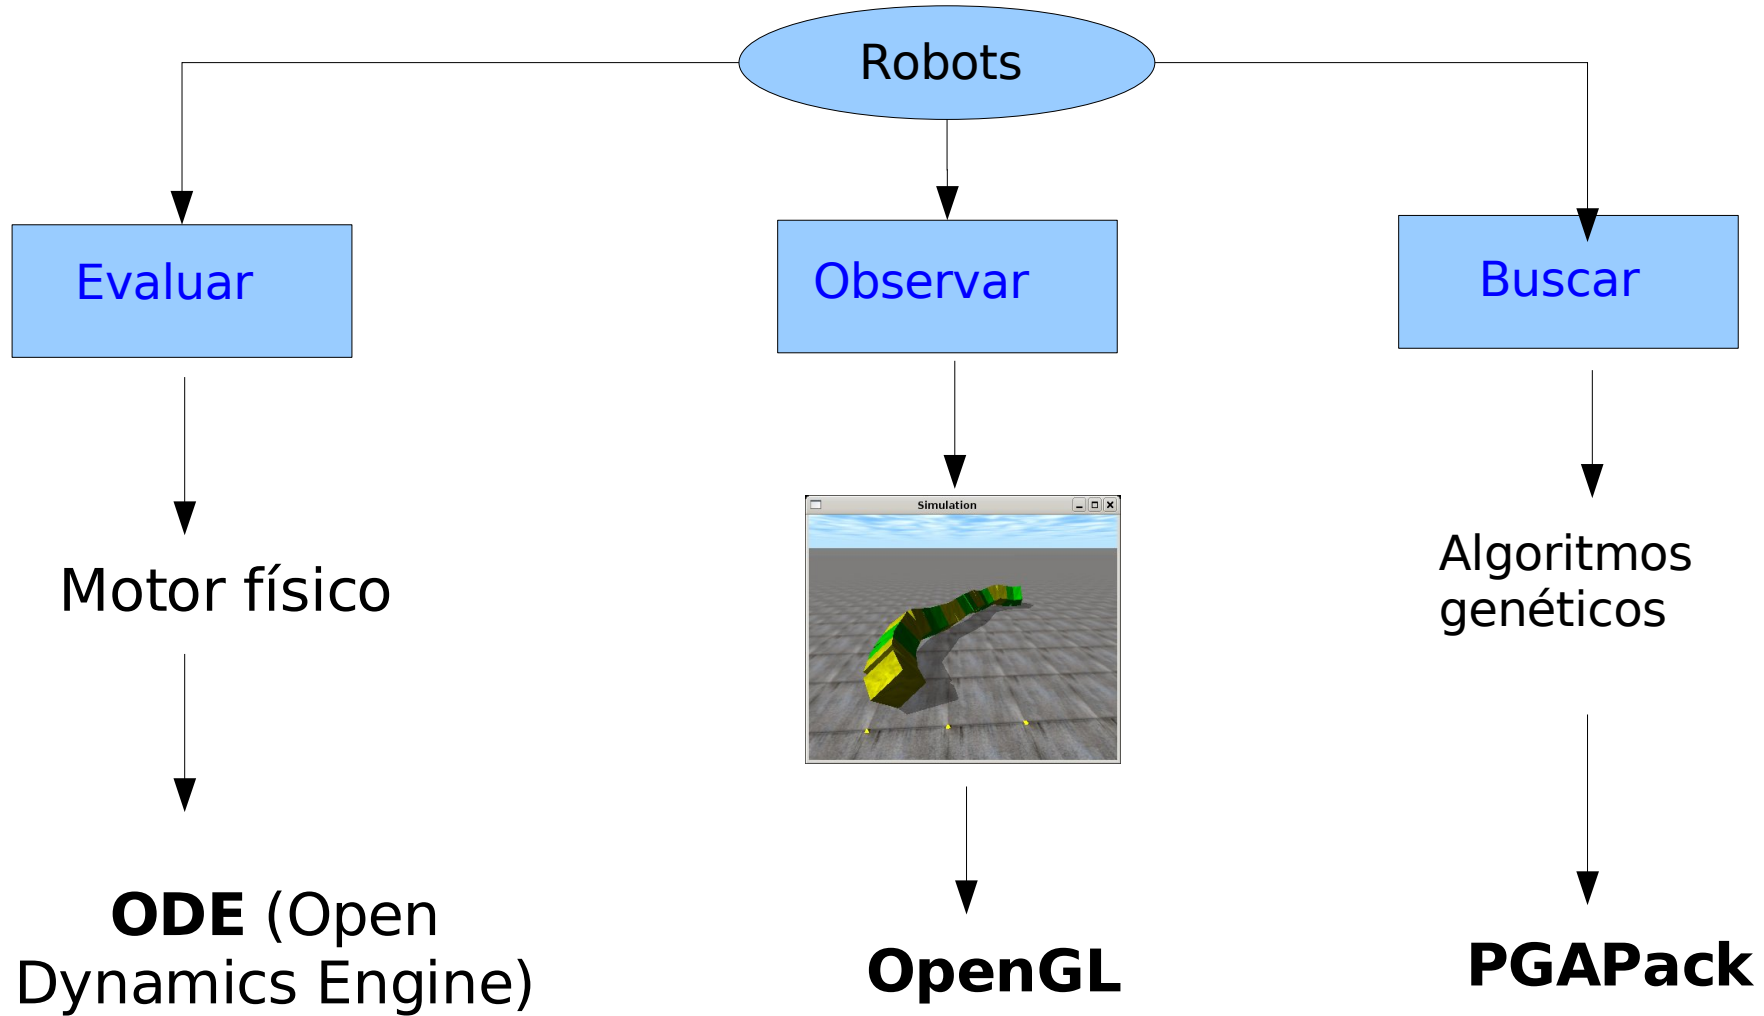 Robots
Evaluar
Observar
Buscar
Simulation
Motor físico
Algoritmos
genéticos
ODE (Open
Dynamics Engine)
OpenGL
PGAPack